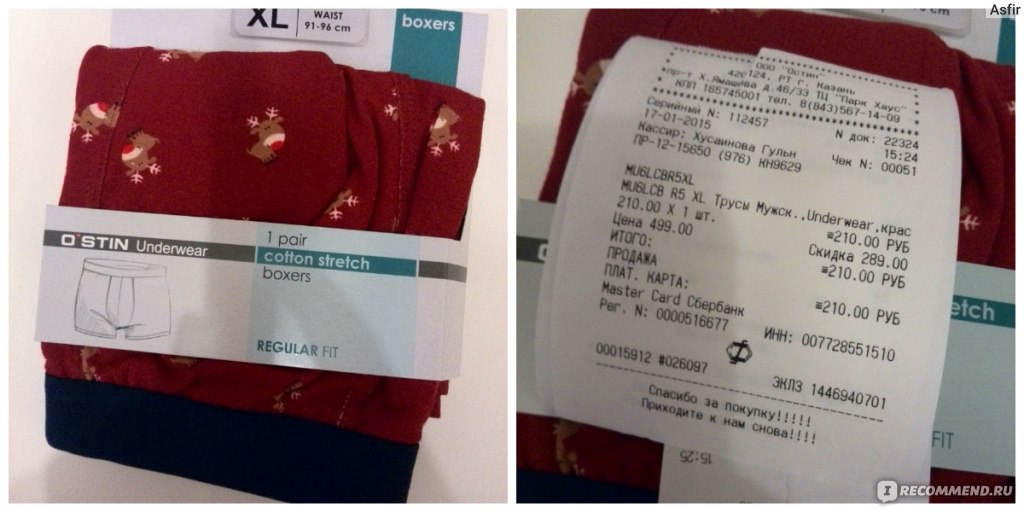 XL
WAIST
91-96 cm
boxers
O'STIN Underwear
1 pair
cotton stretch
boxers
REGULAR FIT
Asfir
cm
ООО "Остин"
420124, РТ Г. Казань
пр-т Х.Ямашева д.46/33 ТЦ "Парк Хаус"
КПП 165745001 тел. 8(843)567-14-09
Серийный N: 112457 N док: 22324
17-01-2015 15:24
Кассир: Хусаинова Гульн Чек N: 00051
ПР-12-15650 (976) КН9629
MU6LCBR5XL
MU6LCB R5 XL Трусы Мужск.,Underwear,крас
210.00 X 1 шт. ≡210.00 РУБ
Цена 499.00 Скидка 289.00
ИТОГО: ≡210.00 РУБ
ПРОДАЖА
ПЛАТ. КАРТА: ≡210.00 РУБ
Master Card Сбербанк
Рег. N: 0000516677 ИНН: 007728551510
00015912 #026097 ЭКЛЗ 1446940701
Спасибо за покупку!!!!!
Приходите к нам снова!!!!
15:25
etch
FIT
IRECOMMEND.RU